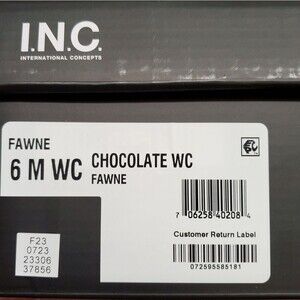 I.N.C.
INTERNATIONAL CONCEPTS
FAWNE
6 M WC
CHOCOLATE WC
FAWNE
7 06258 40208 4
Customer Return Label
072595585181
F23
0723
23306
37856